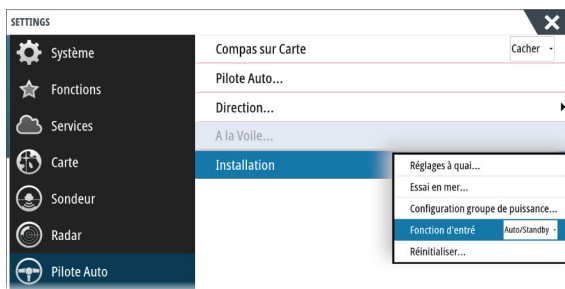 SETTINGS
Système
Fonctions
Services
Carte
Sondeur
Radar
Pilote Auto
Compas sur Carte Cacher
Pilote Auto...
Direction...
A la Voile...
Installation
Réglages à quai...
Essai en mer...
Configuration groupe de puissance...
Fonction d'entré Auto/Standby
Réinitialiser...